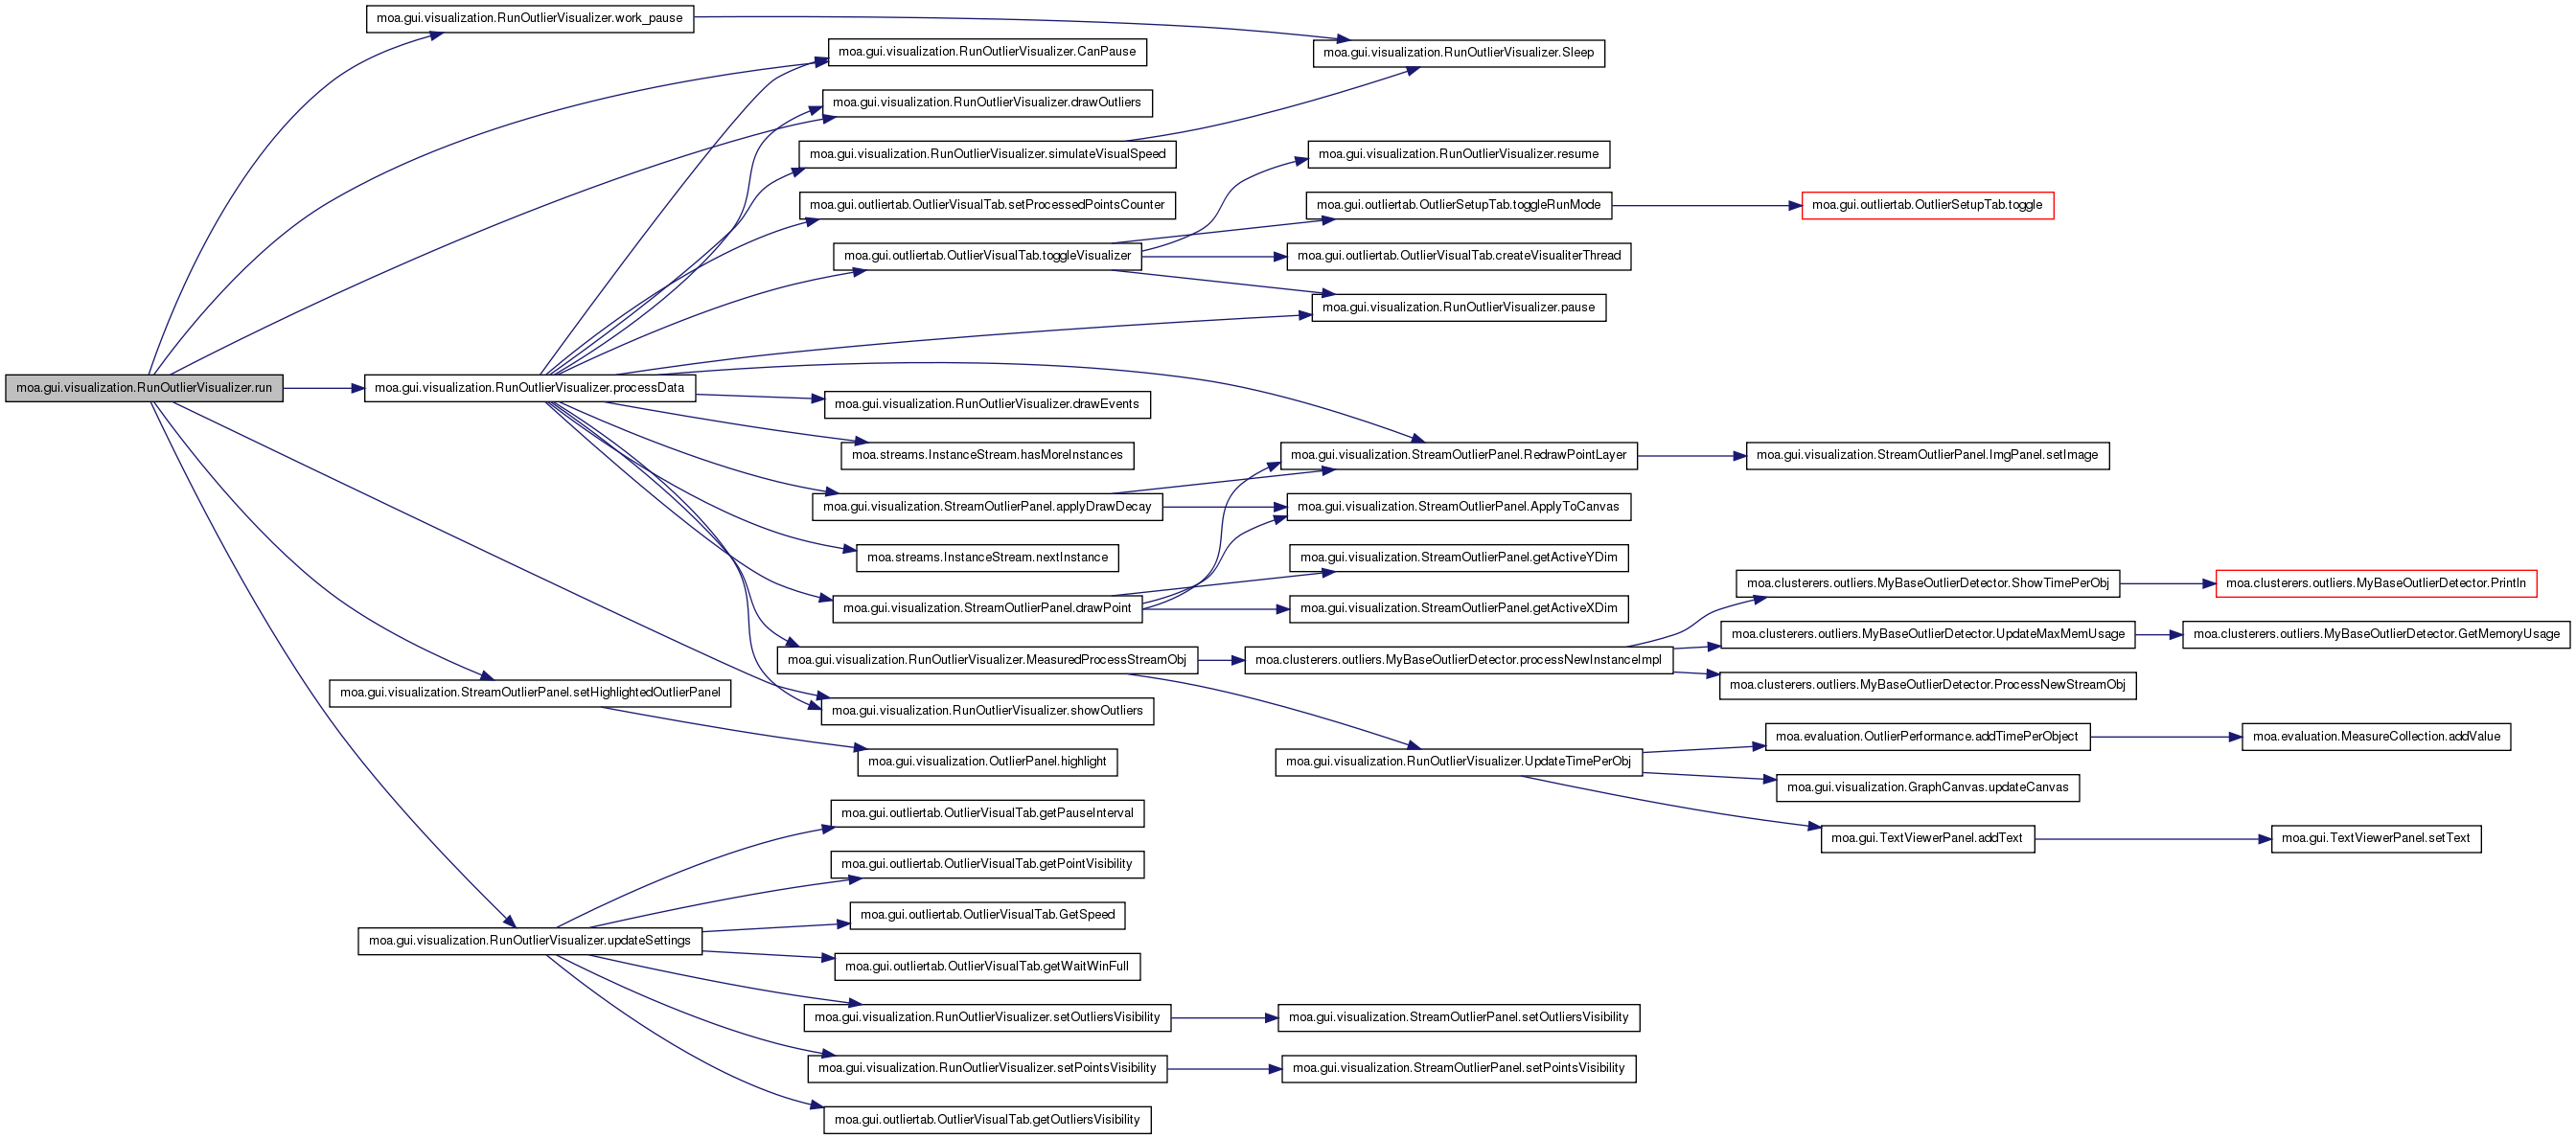 moa.gui.visualization.RunOutlierVisualizer.work_pause
moa.gui.visualization.RunOutlierVisualizer.CanPause
moa.gui.visualization.RunOutlierVisualizer.Sleep
moa.gui.visualization.RunOutlierVisualizer.drawOutliers
moa.gui.visualization.RunOutlierVisualizer.simulateVisualSpeed
moa.gui.visualization.RunOutlierVisualizer.resume
moa.gui.outliertab.OutlierVisualTab.setProcessedPointsCounter
moa.gui.outliertab.OutlierSetupTab.toggleRunMode
moa.gui.outliertab.OutlierSetupTab.toggle
moa.gui.outliertab.OutlierVisualTab.toggleVisualizer
moa.gui.outliertab.OutlierVisualTab.createVisualiterThread
moa.gui.visualization.RunOutlierVisualizer.pause
moa.gui.visualization.RunOutlierVisualizer.run
moa.gui.visualization.RunOutlierVisualizer.processData
moa.gui.visualization.RunOutlierVisualizer.drawEvents
moa.streams.InstanceStream.hasMoreInstances
moa.gui.visualization.StreamOutlierPanel.RedrawPointLayer
moa.gui.visualization.StreamOutlierPanel.ImgPanel.setImage
moa.gui.visualization.StreamOutlierPanel.applyDrawDecay
moa.gui.visualization.StreamOutlierPanel.ApplyToCanvas
moa.streams.InstanceStream.nextInstance
moa.gui.visualization.StreamOutlierPanel.getActiveYDim
moa.clusterers.outliers.MyBaseOutlierDetector.ShowTimePerObj
moa.clusterers.outliers.MyBaseOutlierDetector.Println
moa.gui.visualization.StreamOutlierPanel.drawPoint
moa.gui.visualization.StreamOutlierPanel.getActiveXDim
moa.clusterers.outliers.MyBaseOutlierDetector.UpdateMaxMemUsage
moa.clusterers.outliers.MyBaseOutlierDetector.GetMemoryUsage
moa.gui.visualization.RunOutlierVisualizer.MeasuredProcessStreamObj
moa.clusterers.outliers.MyBaseOutlierDetector.processNewInstanceImpl
moa.clusterers.outliers.MyBaseOutlierDetector.ProcessNewStreamObj
moa.gui.visualization.StreamOutlierPanel.setHighlightedOutlierPanel
moa.gui.visualization.RunOutlierVisualizer.showOutliers
moa.evaluation.OutlierPerformance.addTimePerObject
moa.evaluation.MeasureCollection.addValue
moa.gui.visualization.OutlierPanel.highlight
moa.gui.visualization.RunOutlierVisualizer.UpdateTimePerObj
moa.gui.visualization.GraphCanvas.updateCanvas
moa.gui.outliertab.OutlierVisualTab.getPauseInterval
moa.gui.TextViewerPanel.addText
moa.gui.TextViewerPanel.setText
moa.gui.outliertab.OutlierVisualTab.getPointVisibility
moa.gui.outliertab.OutlierVisualTab.GetSpeed
moa.gui.visualization.RunOutlierVisualizer.updateSettings
moa.gui.outliertab.OutlierVisualTab.getWaitWinFull
moa.gui.visualization.RunOutlierVisualizer.setOutliersVisibility
moa.gui.visualization.StreamOutlierPanel.setOutliersVisibility
moa.gui.visualization.RunOutlierVisualizer.setPointsVisibility
moa.gui.visualization.StreamOutlierPanel.setPointsVisibility
moa.gui.outliertab.OutlierVisualTab.getOutliersVisibility